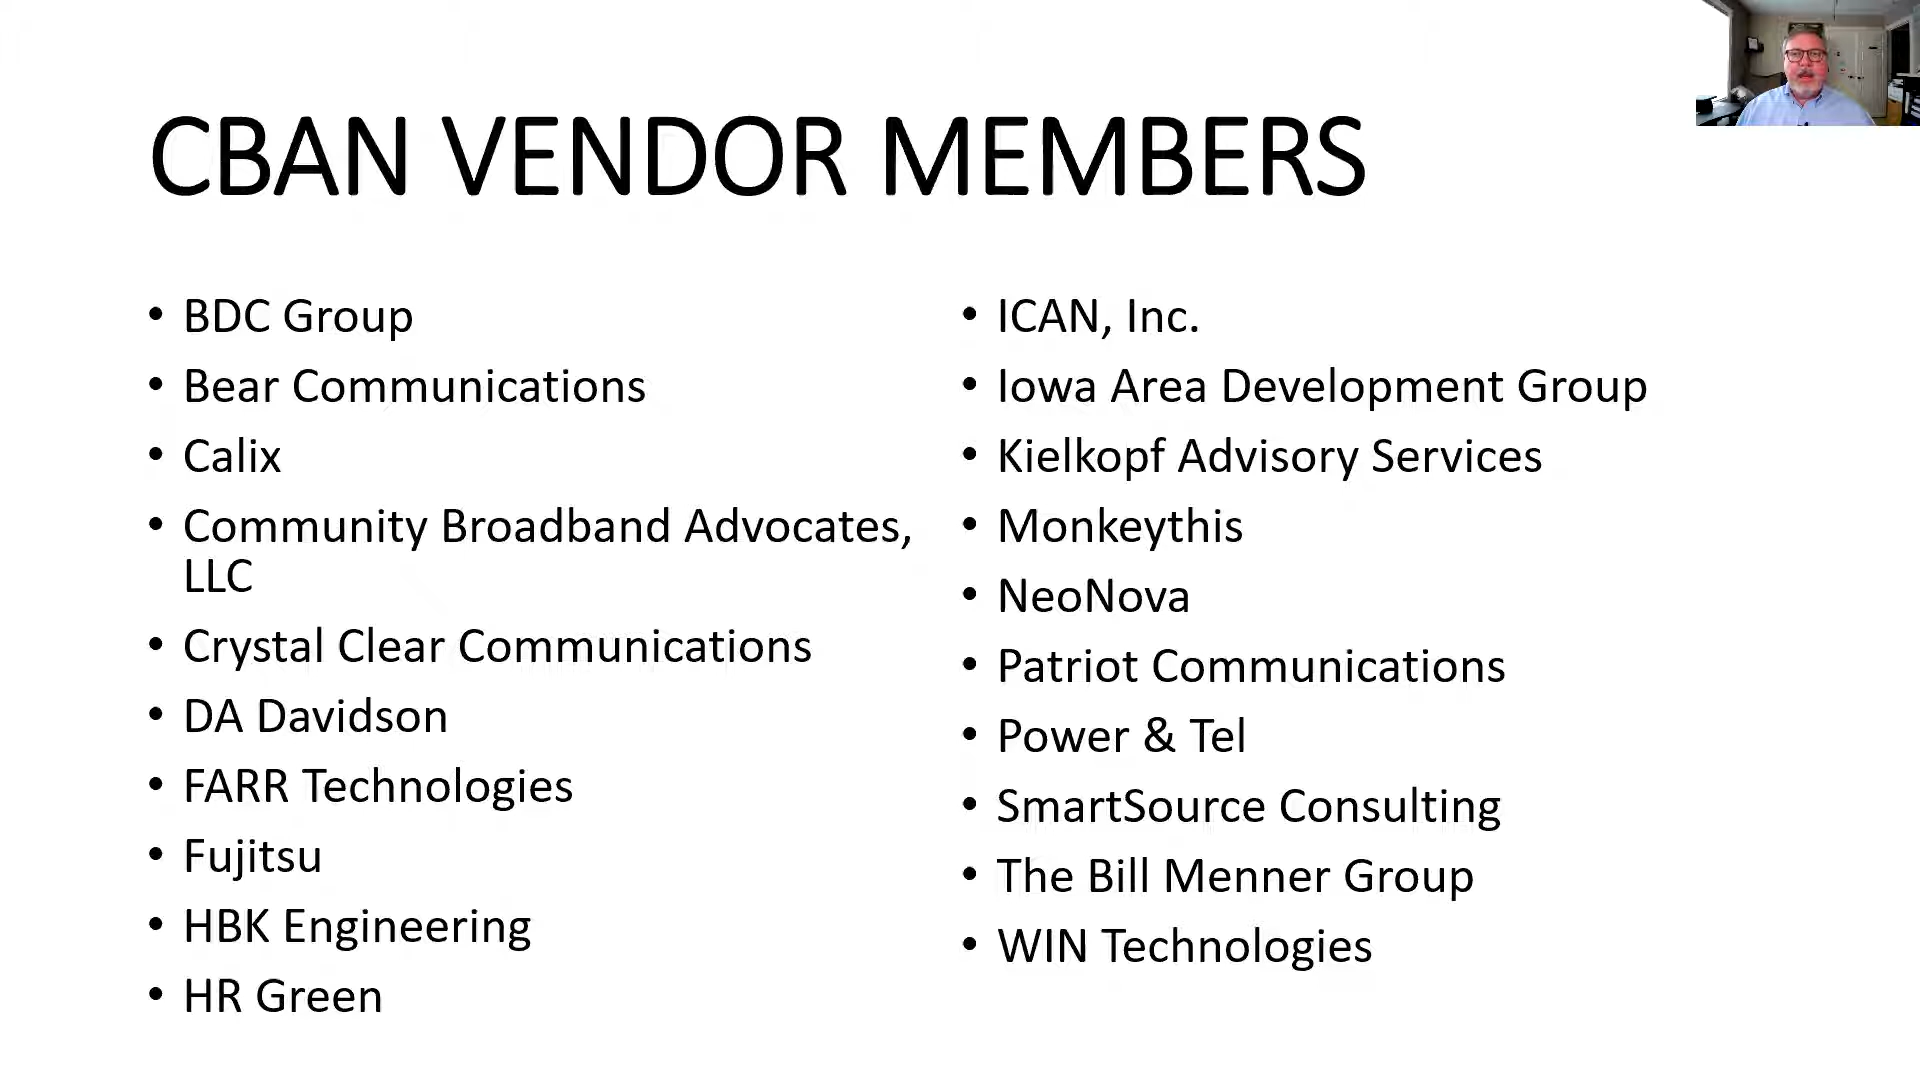 CBAN VENDOR MEMBERS
• BDC Group
• Bear Communications
• Calix
• Community Broadband Advocates,
LLC
• Crystal Clear Communications
• DA Davidson
• FARR Technologies
• Fujitsu
• HBK Engineering
• HR Green
• ICAN, Inc.
• Iowa Area Development Group
• Kielkopf Advisory Services
• Monkeythis
• NeoNova
• Patriot Communications
• Power & Tel
• SmartSource Consulting
• The Bill Menner Group
• WIN Technologies